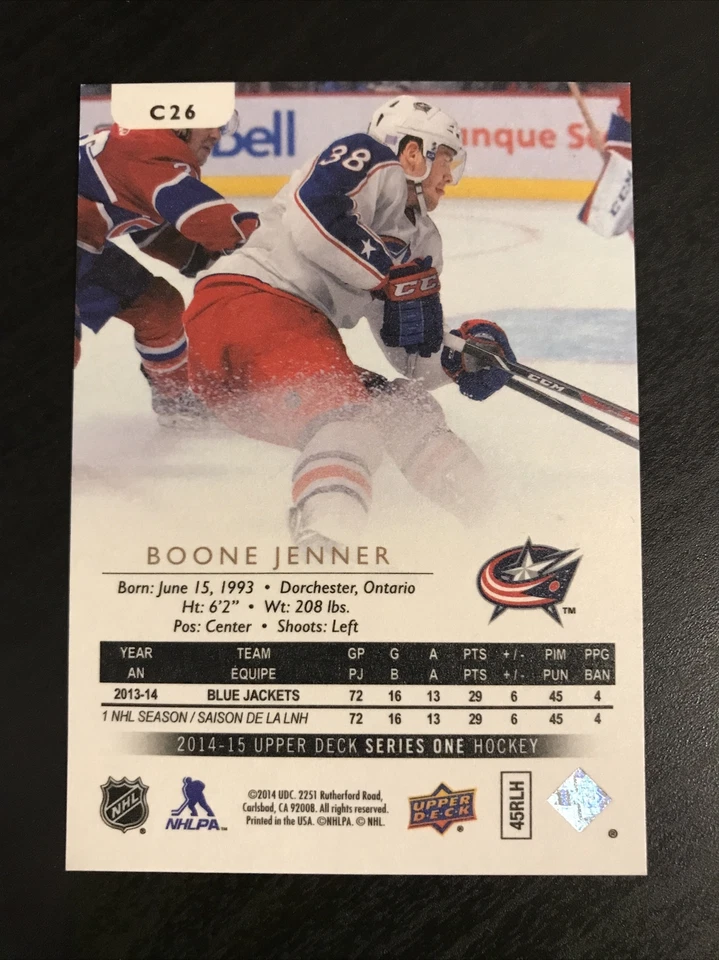 C26
Bell
anque Sc
38
CCM
CC
CCM
BOONE JENNER
Born: June 15, 1993 • Dorchester, Ontario
Ht: 6'2" • Wt: 208 lbs.
Pos: Center • Shoots: Left
TM
YEAR TEAM GP G A PTS +/- PIM PPG
AN ÉQUIPE PJ B A PTS +/- PUN BAN
2013-14 BLUE JACKETS 72 16 13 29 6 45 4
1 NHL SEASON / SAISON DE LA LNH 72 16 13 29 6 45 4
2014-15 UPPER DECK SERIES ONE HOCKEY
NHL
NHLPA
©2014 UDC. 2251 Rutherford Road,
Carlsbad, CA 92008. All rights reserved.
Printed in the USA. ©NHLPA. © NHL.
UPPER DECK
45RLH
®